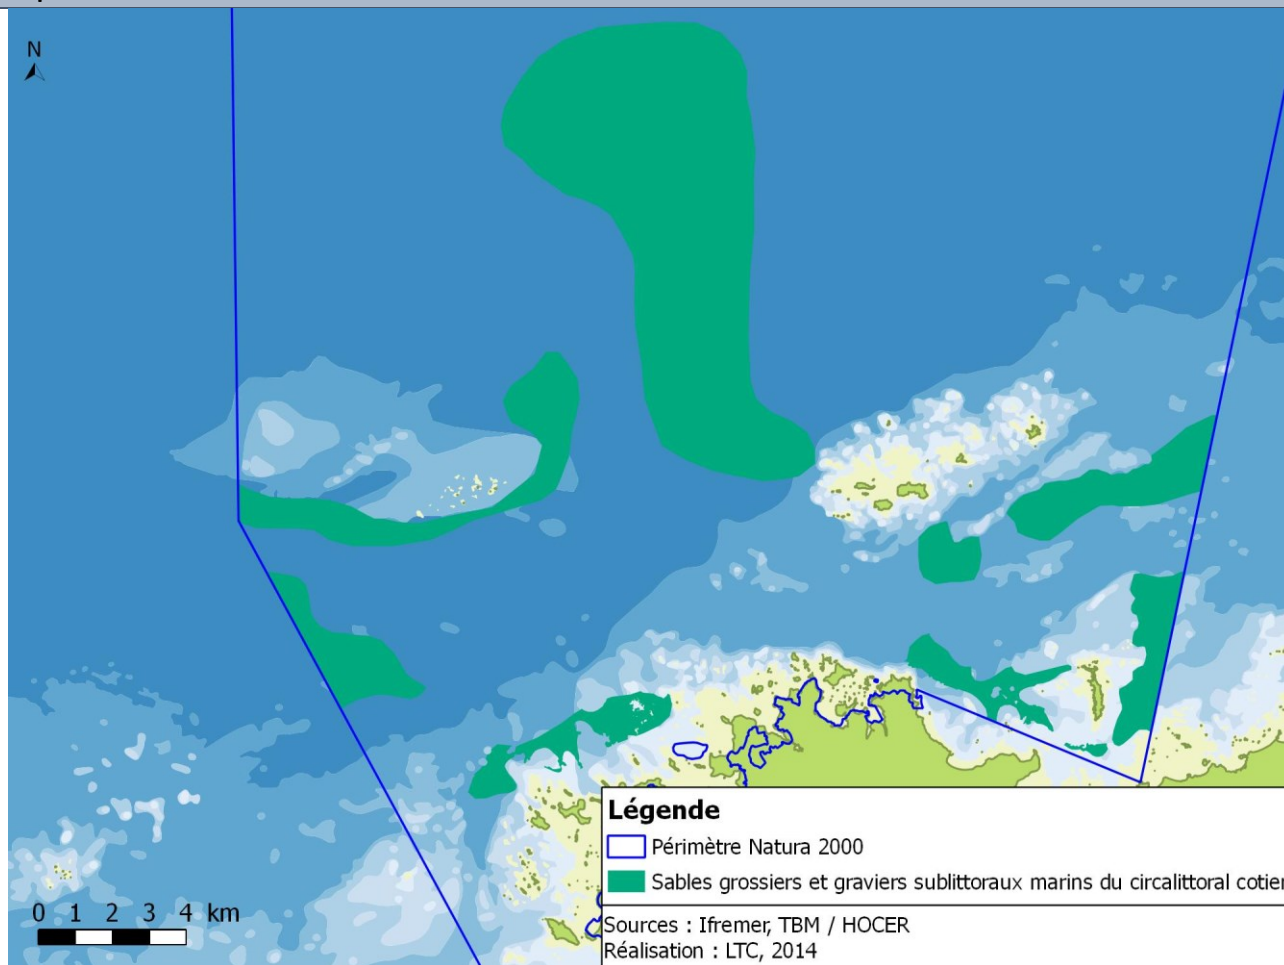 N
0 1 2 3 4 km
Légende
Périmètre Natura 2000
Sables grossiers et graviers sublittoraux marins du circalittoral cotier
Sources : Ifremer, TBM / HOCER
Réalisation : LTC, 2014